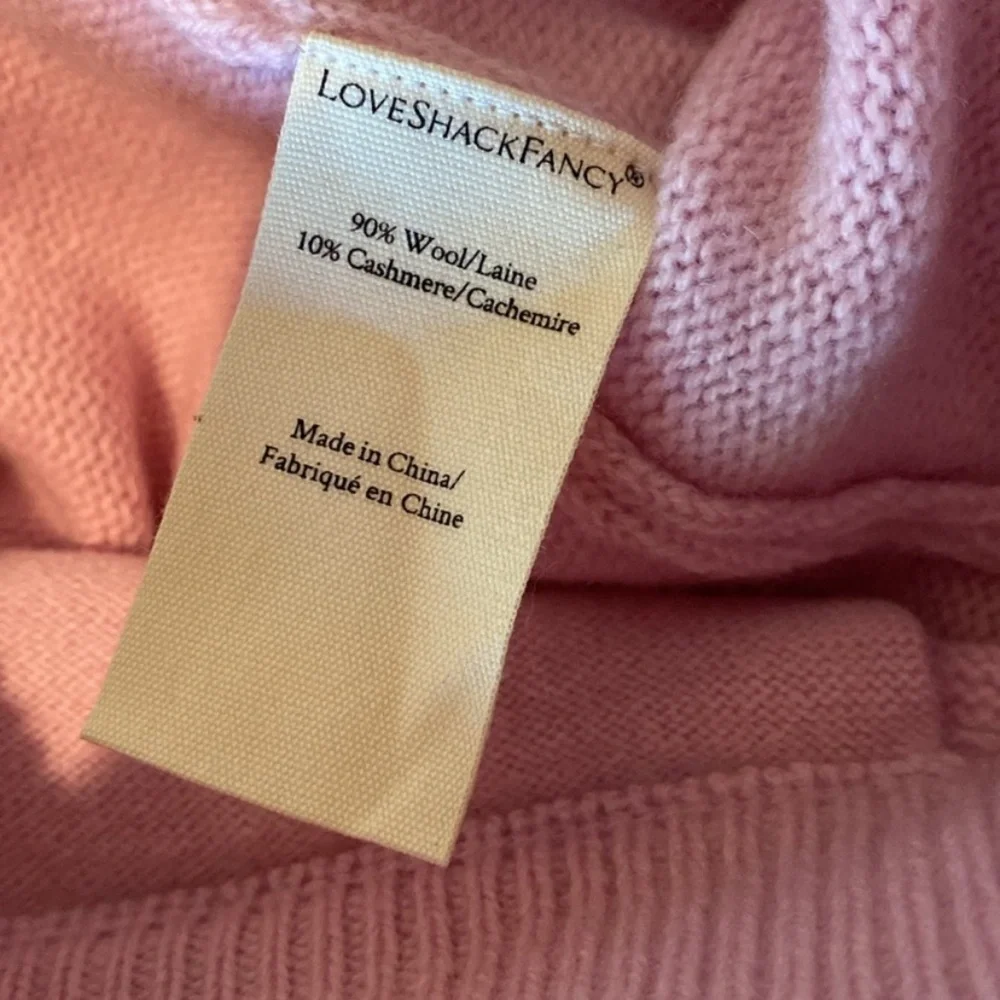 LOVESHACKFANCY®
90% Wool/Laine
10% Cashmere/Cachemire
Made in China/
Fabriqué en Chine